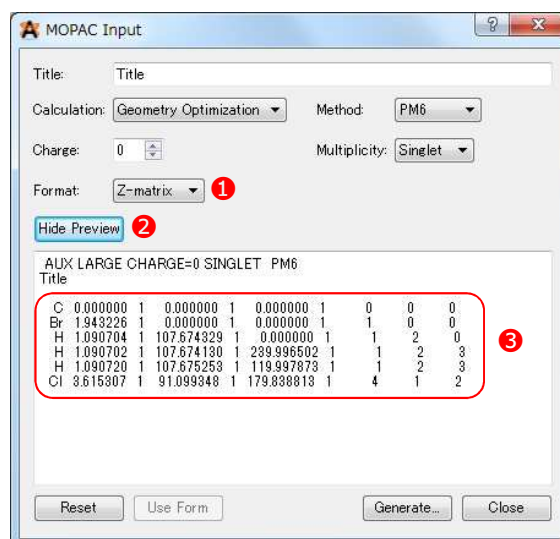 MOPAC Input
Title: Title
Calculation: Geometry Optimization Method: PM6
Charge: 0 Multiplicity: Singlet
Format: Z-matrix 1
Hide Preview 2
AUX LARGE CHARGE=0 SINGLET PM6
Title
C 0.000000 1 0.000000 1 0.000000 1 0 0 0
Br 1.943226 1 0.000000 1 0.000000 1 1 0 0
H 1.090704 1 107.674329 1 0.000000 1 1 2 0
H 1.090702 1 107.674130 1 239.996502 1 1 2 3
H 1.090720 1 107.675253 1 119.997873 1 1 2 3
Cl 3.615307 1 91.099348 1 179.838813 1 4 1 2
3
Reset Use Form Generate... Close